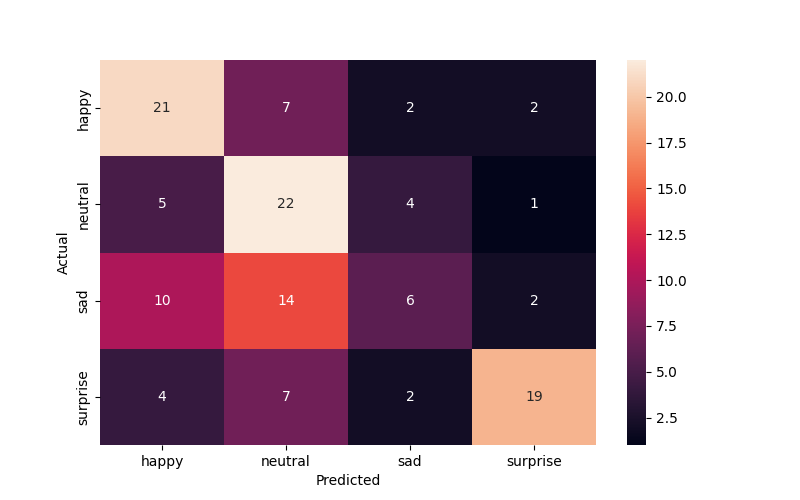 happy 21 7 2 2
neutral 5 22 4 1
sad 10 14 6 2
surprise 4 7 2 19
Actual
happy neutral sad surprise
Predicted
20.0
17.5
15.0
12.5
10.0
7.5
5.0
2.5